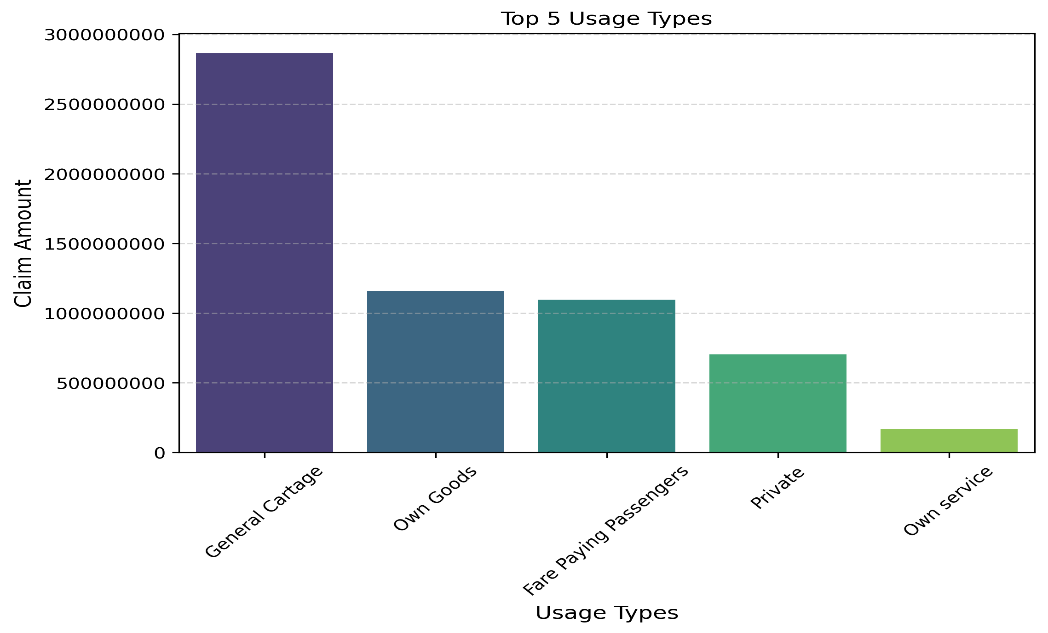 Top 5 Usage Types
3000000000
2500000000
2000000000
1500000000
1000000000
500000000
0
Claim Amount
General Cartage
Own Goods
Fare Paying Passengers
Private
Own service
Usage Types